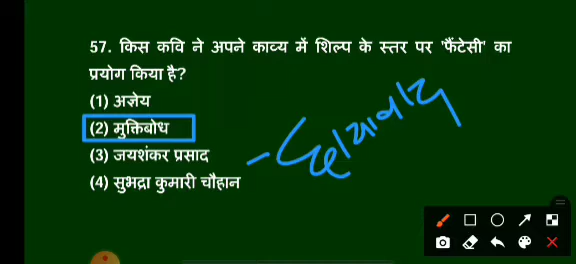 57. किस कवि ने अपने काव्य में शिल्प के स्तर पर 'फैंटेसी' का
प्रयोग किया है?
(1) अज्ञेय
(2) मुक्तिबोध
(3) जयशंकर प्रसाद
(4) सुभद्रा कुमारी चौहान